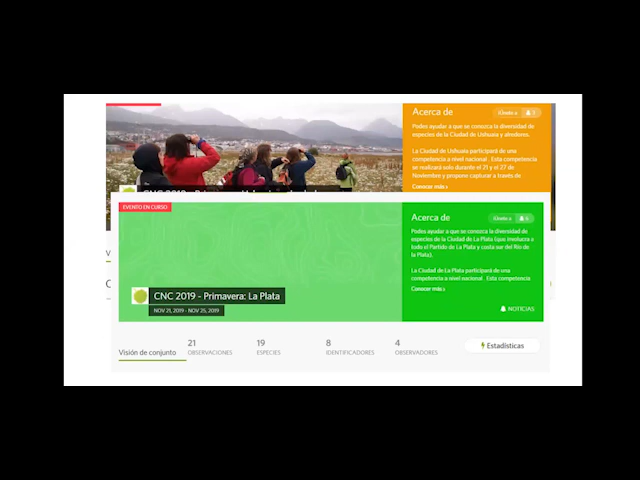 Acerca de
¡Únete a
Podes ayudar a que se conozca la diversidad de
especies de la Ciudad de Ushuaia y alrededores.
La Ciudad de Ushuaia participará de una
competencia a nivel nacional . Esta competencia
se realizará solo durante el 21 y el 27 de
Noviembre y propone capturar a través de
Conocer más ›
EVENTO EN CURSO
Acerca de
¡Únete a
6
Podes ayudar a que se conozca la diversidad de
especies de la Ciudad de La Plata (que involucra a
todo el Partido de La Plata y costa sur del Río de
la Plata).
La Ciudad de La Plata participará de una
competencia a nivel nacional . Esta competencia
Conocer más ›
CNC 2019 - Primavera: La Plata
NOV 21, 2019 - NOV 25, 2019
NOTICIAS
Visión de conjunto
21
OBSERVACIONES
19
ESPECIES
8
IDENTIFICADORES
4
OBSERVADORES
Estadísticas